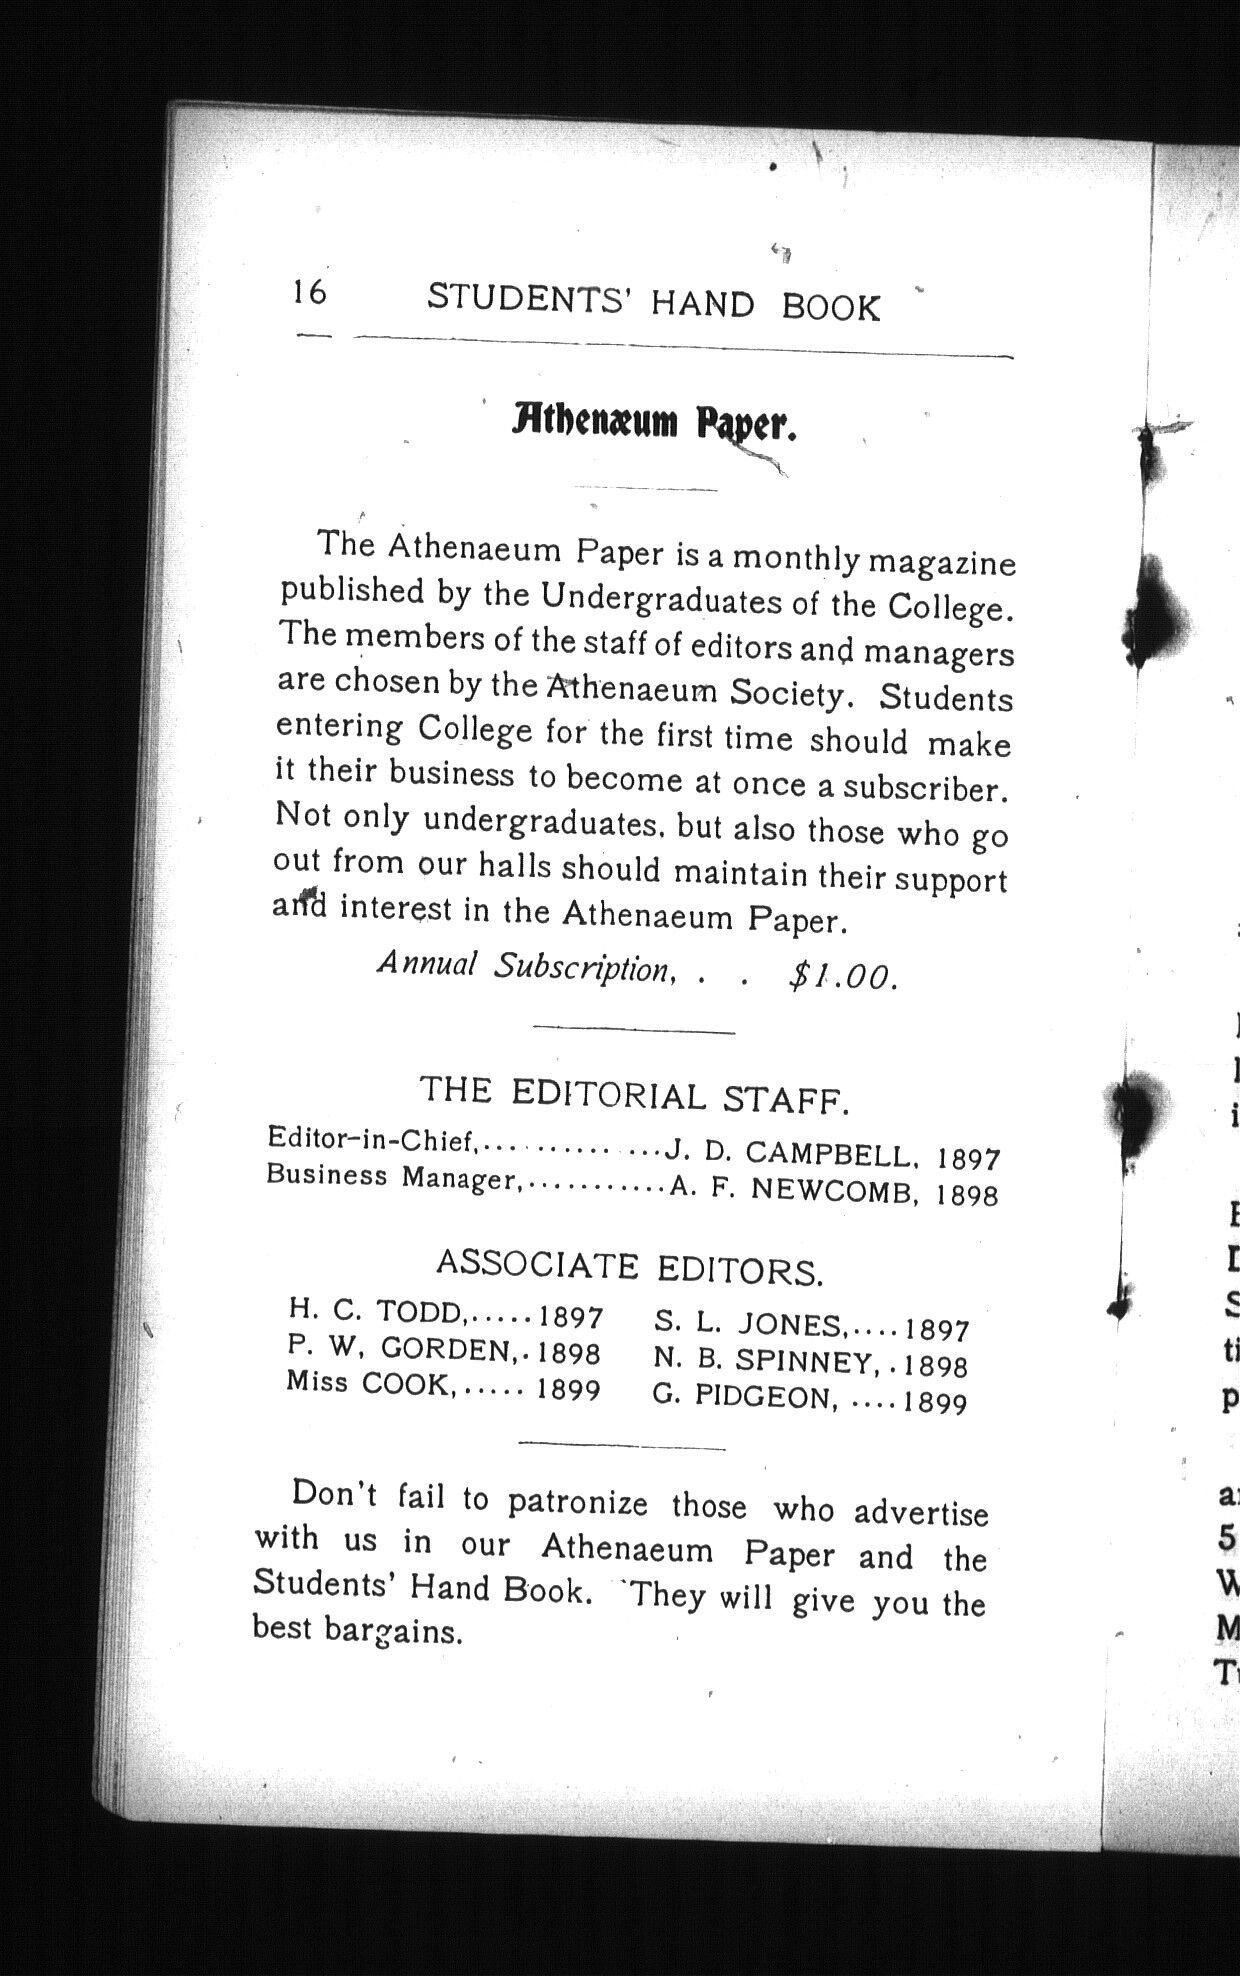 16 STUDENTS' HAND BOOK
Athenæum Paper.
The Athenaeum Paper is a monthly magazine
published by the Undergraduates of the College.
The members of the staff of editors and managers
are chosen by the Athenaeum Society. Students
entering College for the first time should make
it their business to become at once a subscriber.
Not only undergraduates, but also those who go
out from our halls should maintain their support
and interest in the Athenaeum Paper.
Annual Subscription, . . $1.00.
THE EDITORIAL STAFF.
Editor-in-Chief,................J. D. CAMPBELL, 1897
Business Manager,...........A. F. NEWCOMB, 1898
ASSOCIATE EDITORS.
H. C. TODD,.....1897 S. L. JONES,....1897
P. W. GORDEN,.1898 N. B. SPINNEY,.1898
Miss COOK,..... 1899 G. PIDGEON, ....1899
Don't fail to patronize those who advertise
with us in our Athenaeum Paper and the
Students' Hand Book. They will give you the
best bargains.